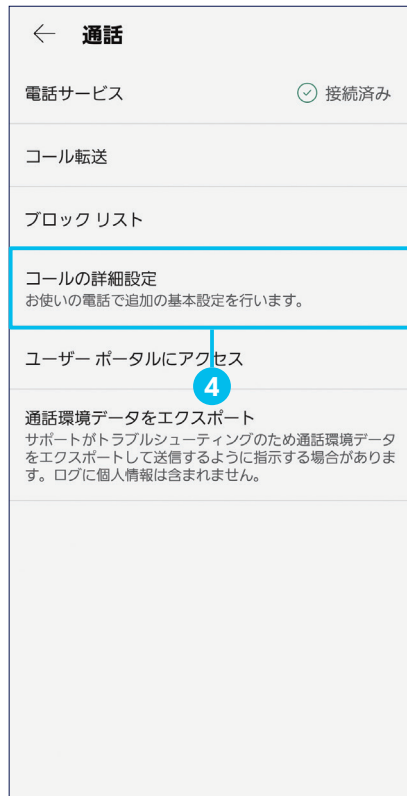 ← 通話
電話サービス 接続済み
コール転送
ブロック リスト
コールの詳細設定
お使いの電話で追加の基本設定を行います。
ユーザー ポータルにアクセス
4
通話環境データをエクスポート
サポートがトラブルシューティングのため通話環境データ
をエクスポートして送信するように指示する場合がありま
す。ログに個人情報は含まれません。